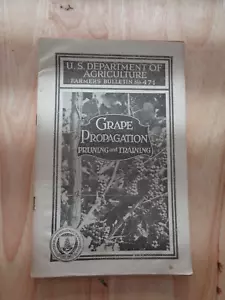 U.S. DEPARTMENT OF
AGRICULTURE
FARMERS' BULLETIN No 471
GRAPE
PROPAGATION
PRUNING and TRAINING